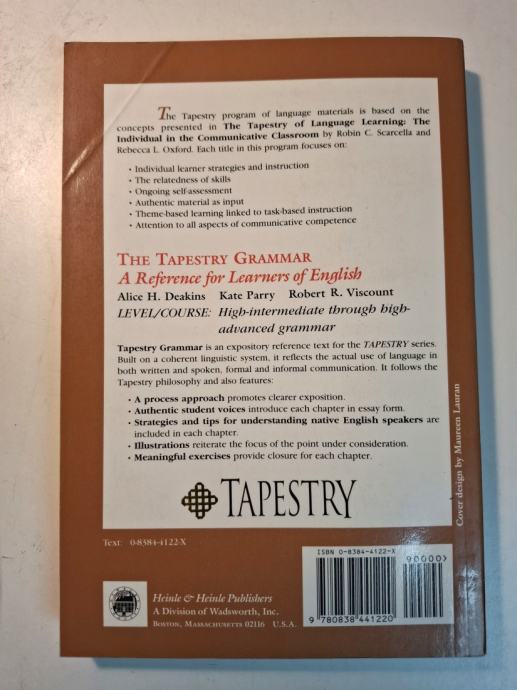 The Tapestry program of language materials is based on the
concepts presented in The Tapestry of Language Learning: The
Individual in the Communicative Classroom by Robin C. Scarcella and
Rebecca L. Oxford. Each title in this program focuses on:
• Individual learner strategies and instruction
• The relatedness of skills
• Ongoing self-assessment
• Authentic material as input
• Theme-based learning linked to task-based instruction
• Attention to all aspects of communicative competence
THE TAPESTRY GRAMMAR
A Reference for Learners of English
Alice H. Deakins Kate Parry Robert R. Viscount
LEVEL/COURSE: High-intermediate through high-
advanced grammar
Tapestry Grammar is an expository reference text for the TAPESTRY series.
Built on a coherent linguistic system, it reflects the actual use of language in
both written and spoken, formal and informal communication. It follows the
Tapestry philosophy and also features:
• A process approach promotes clearer exposition.
• Authentic student voices introduce each chapter in essay form.
• Strategies and tips for understanding native English speakers are
included in each chapter.
• Illustrations reiterate the focus of the point under consideration.
• Meaningful exercises provide closure for each chapter.
TAPESTRY
Cover design by Maureen Lauran
Text: 0-8384-4122-X
ISBN 0-8384-4122-X
90000>
9 780838 441220
Heinle & Heinle Publishers
A Division of Wadsworth, Inc.
BOSTON, MASSACHUSETTS 02116 U.S.A.